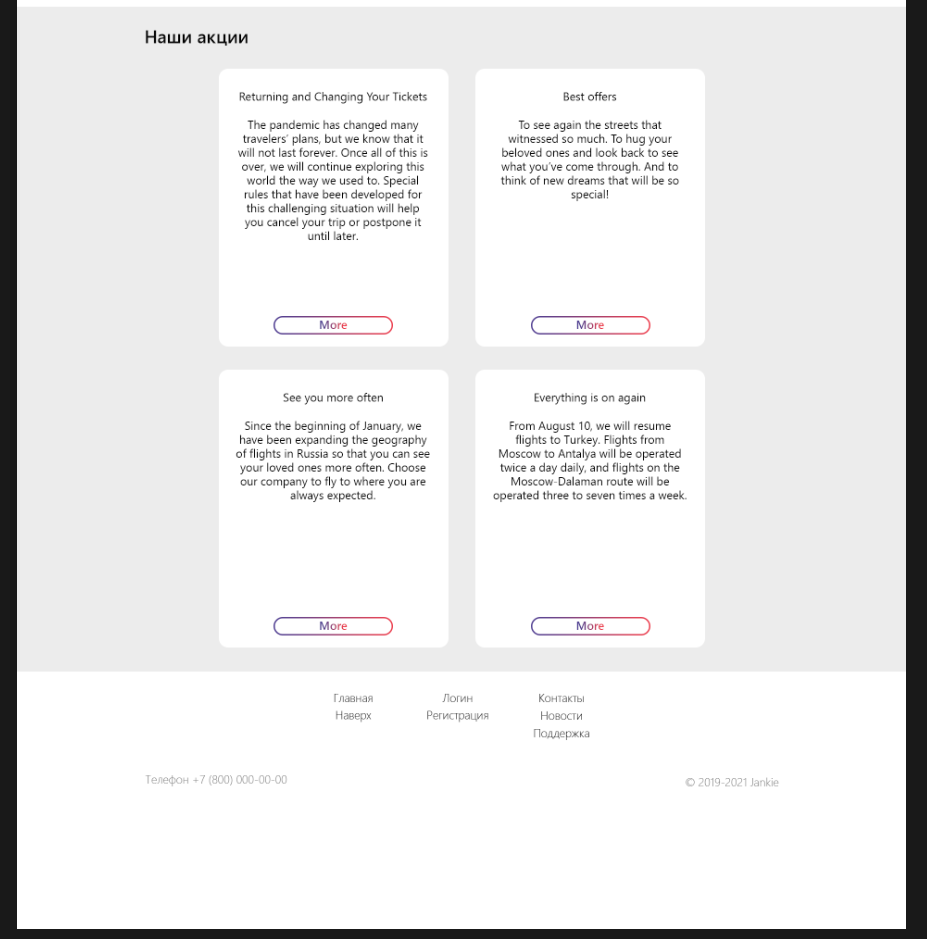 Наши акции
Returning and Changing Your Tickets
The pandemic has changed many
travelers’ plans, but we know that it
will not last forever. Once all of this is
over, we will continue exploring this
world the way we used to. Special
rules that have been developed for
this challenging situation will help
you cancel your trip or postpone it
until later.
More
Best offers
To see again the streets that
witnessed so much. To hug your
beloved ones and look back to see
what you’ve come through. And to
think of new dreams that will be so
special!
More
See you more often
Since the beginning of January, we
have been expanding the geography
of flights in Russia so that you can see
your loved ones more often. Choose
our company to fly to where you are
always expected.
More
Everything is on again
From August 10, we will resume
flights to Turkey. Flights from
Moscow to Antalya will be operated
twice a day daily, and flights on the
Moscow-Dalaman route will be
operated three to seven times a week.
More
Главная
Наверх
Логин
Регистрация
Контакты
Новости
Поддержка
Телефон +7 (800) 000-00-00
© 2019-2021 Jankie